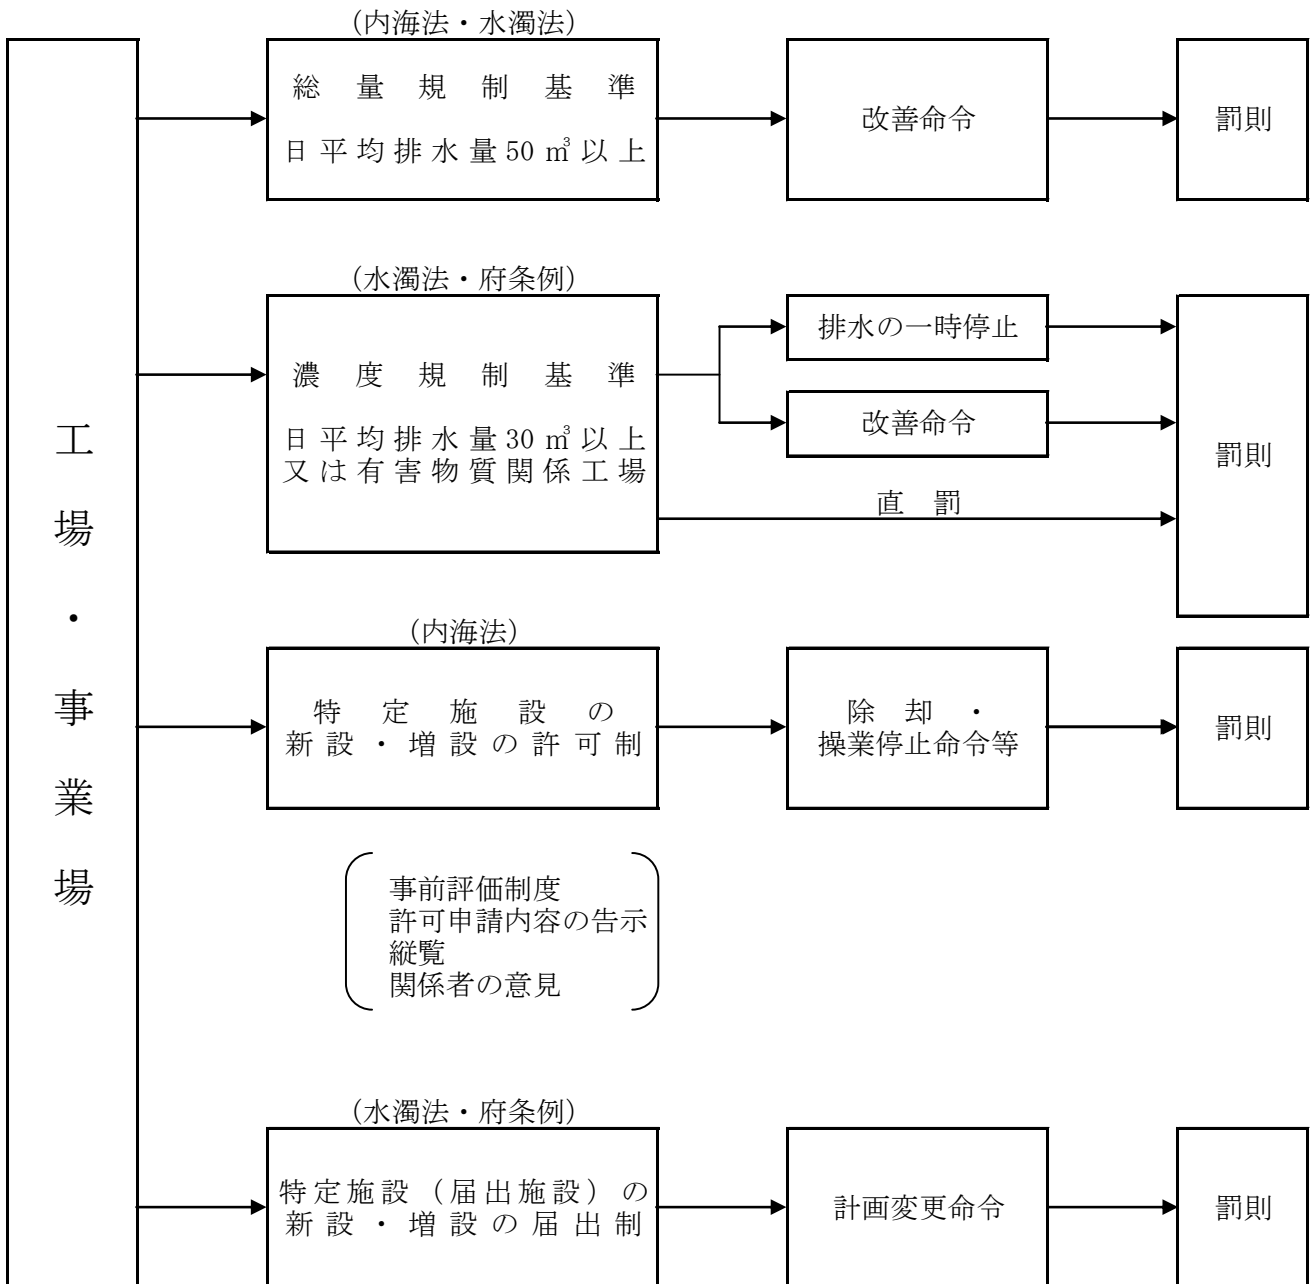 工場・事業場
(内海法・水濁法)
総量規制基準
日平均排水量50㎥以上
改善命令
罰則
(水濁法・府条例)
濃度規制基準
日平均排水量30㎥以上
又は有害物質関係工場
排水の一時停止
改善命令
直罰
罰則
(内海法)
特定施設の
新設・増設の許可制
除却・
操業停止命令等
罰則
事前評価制度
許可申請内容の告示
縦覧
関係者の意見
(水濁法・府条例)
特定施設(届出施設)の
新設・増設の届出制
計画変更命令
罰則